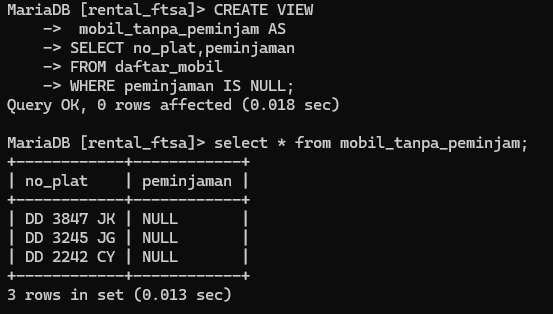 MariaDB [rental_ftsa]> CREATE VIEW
    ->  mobil_tanpa_peminjam AS
    -> SELECT no_plat,peminjaman
    -> FROM daftar_mobil
    -> WHERE peminjaman IS NULL;
Query OK, 0 rows affected (0.018 sec)

MariaDB [rental_ftsa]> select * from mobil_tanpa_peminjam;
+------------+------------+
| no_plat    | peminjaman |
+------------+------------+
| DD 3847 JK | NULL       |
| DD 3245 JG | NULL       |
| DD 2242 CY | NULL       |
+------------+------------+
3 rows in set (0.013 sec)